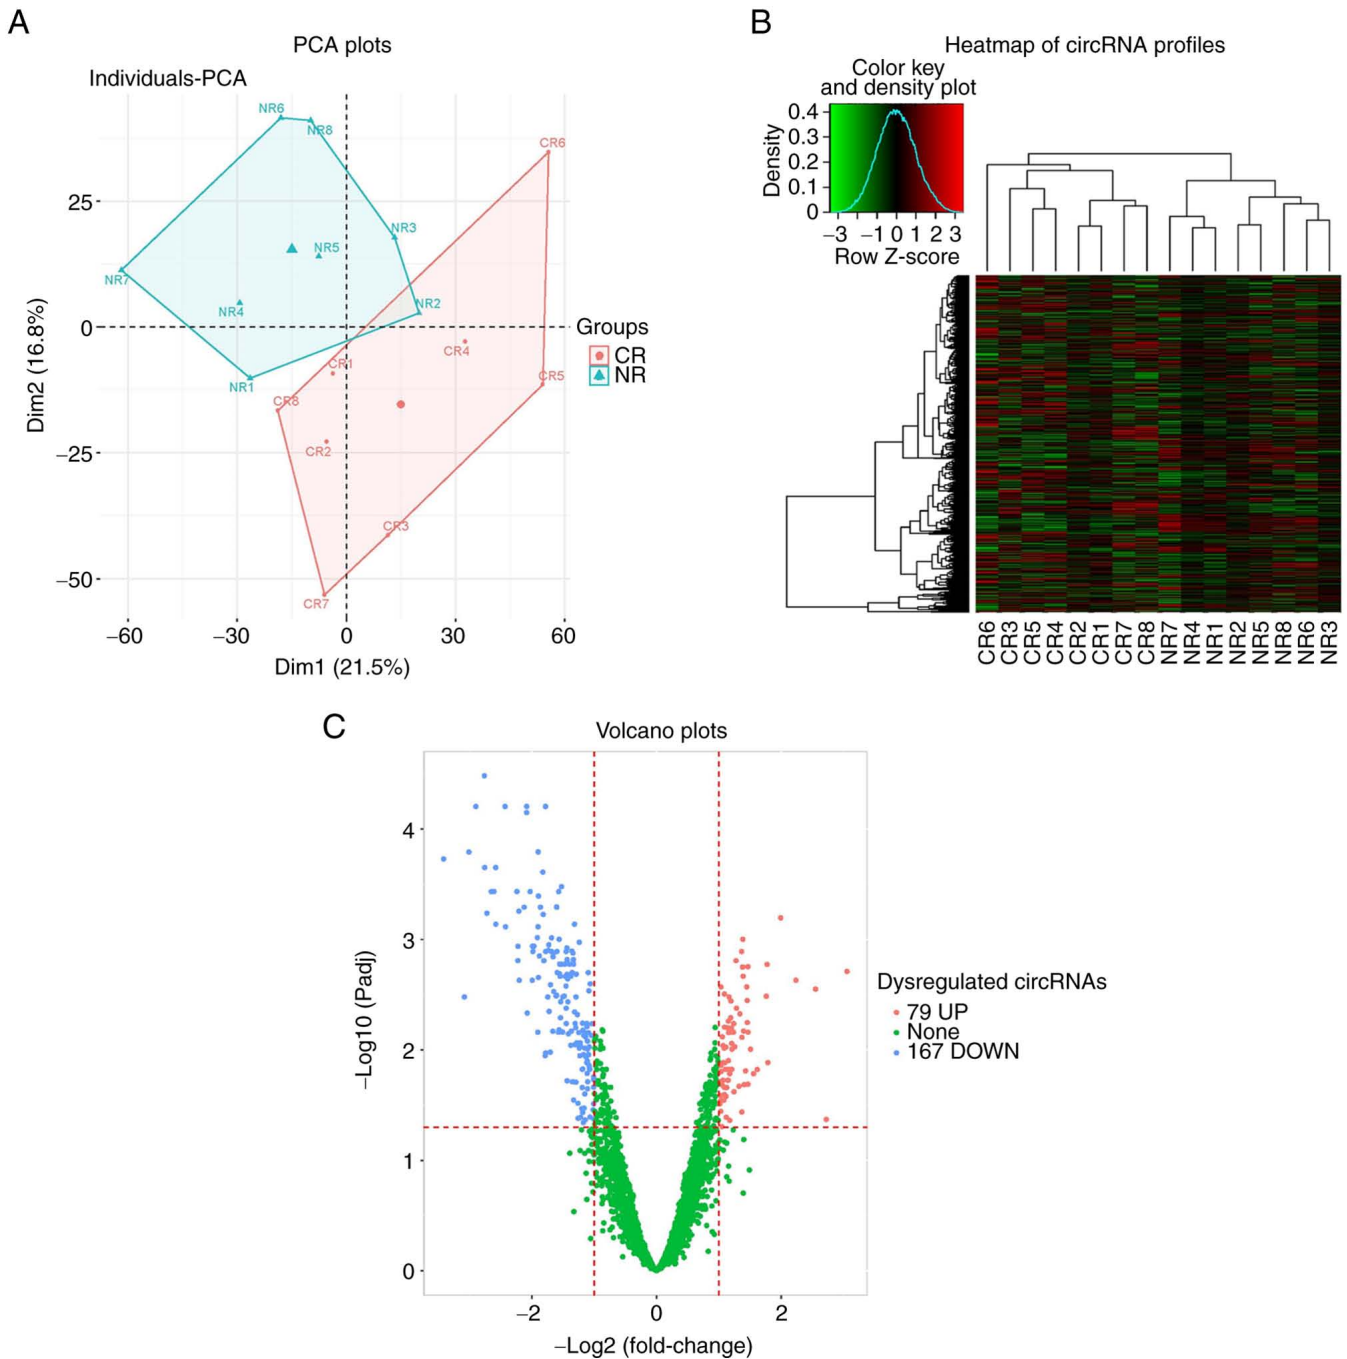 A
PCA plots
Individuals-PCA
NR6
NR8
CR6
NR3
NR5
NR7
NR4
NR2
CR4
CR1
NR1
CR5
CR8
CR2
CR3
CR7
25
0
−25
−50
−60 −30 0 30 60
Dim1 (21.5%)
Dim2 (16.8%)
Groups
CR
NR
B
Heatmap of circRNA profiles
Color key
and density plot
Density
0.4
0.3
0.2
0.1
0
−3 −1 0 1 2 3
Row Z-score
CR6 CR3 CR5 CR4 CR2 CR1 CR7 CR8 NR7 NR4 NR1 NR2 NR5 NR8 NR6 NR3
C
Volcano plots
4
3
2
1
0
−Log10 (Padj)
−2 0 2
−Log2 (fold-change)
Dysregulated circRNAs
79 UP
None
167 DOWN